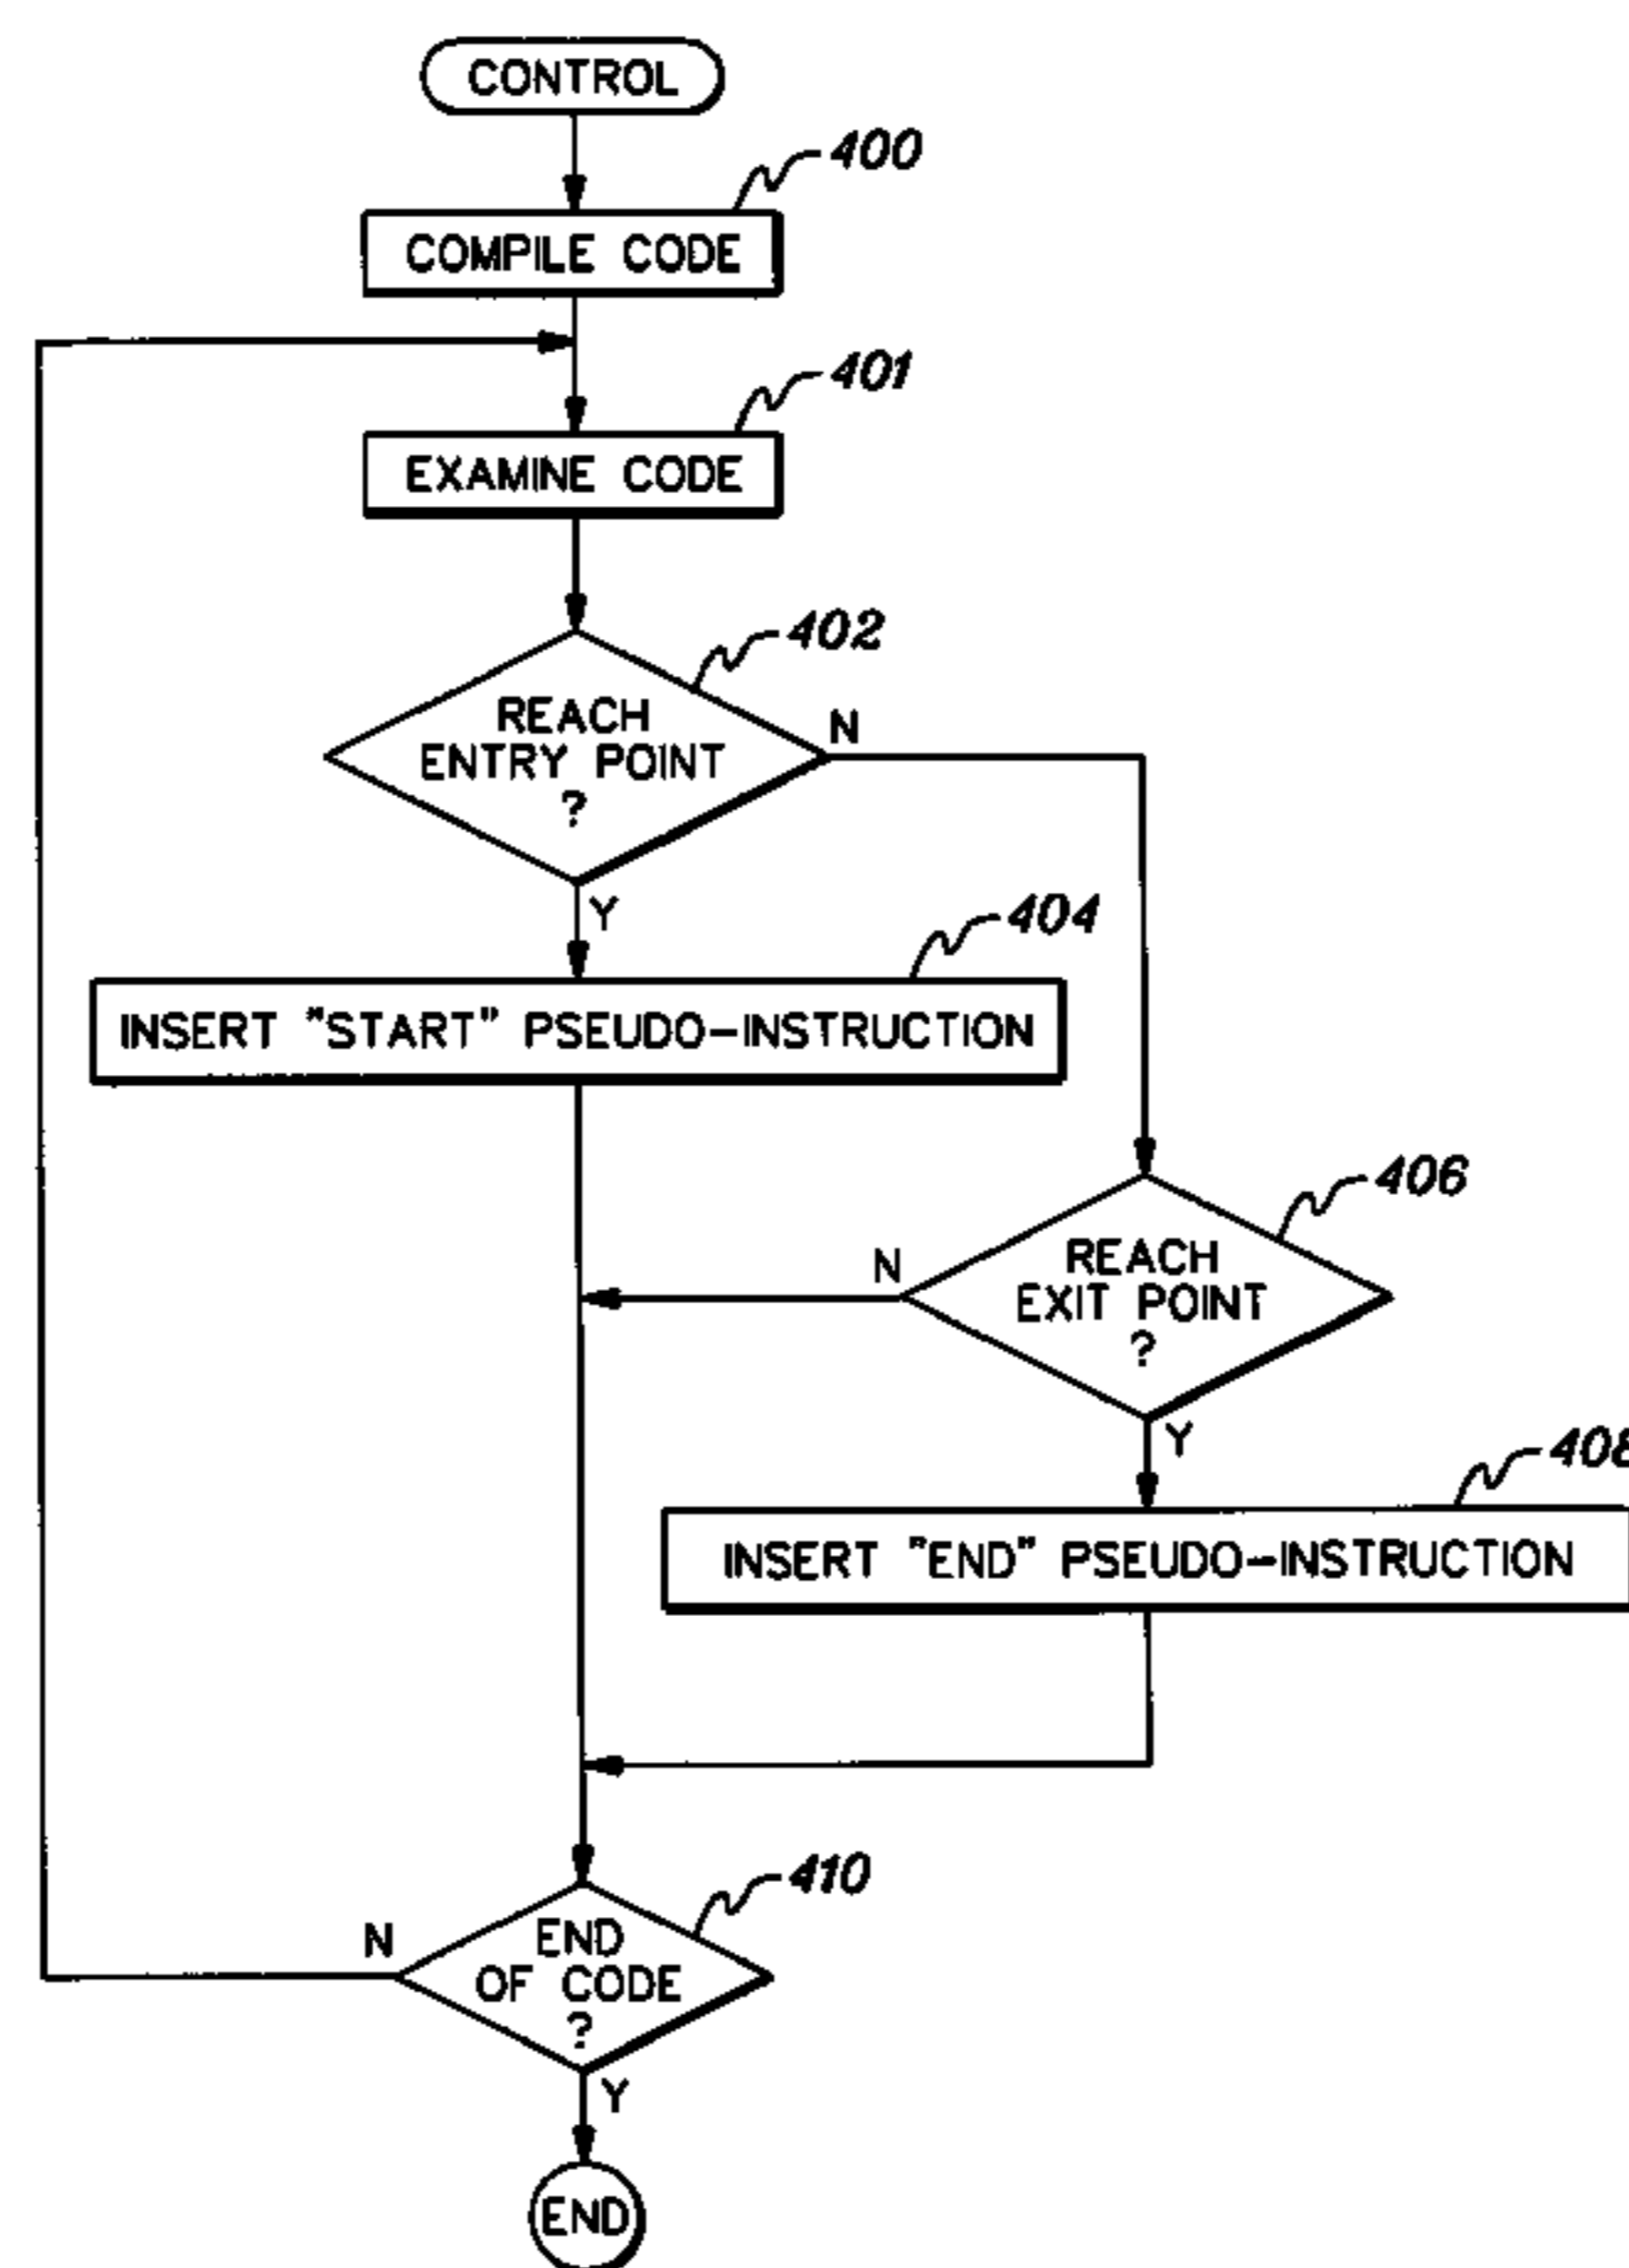 CONTROL
400
COMPILE CODE
401
EXAMINE CODE
402
REACH
ENTRY POINT
?
N
Y
404
INSERT "START" PSEUDO-INSTRUCTION
406
REACH
EXIT POINT
?
N
Y
408
INSERT "END" PSEUDO-INSTRUCTION
410
END
OF CODE
?
N
Y
END